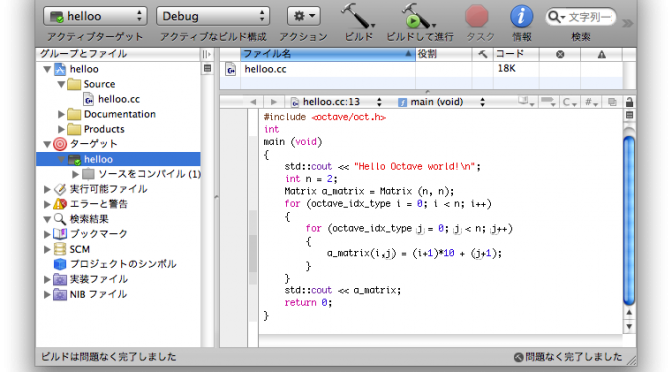 helloo
Debug
文字列一
アクティブターゲット
アクティブなビルド構成
アクション
ビルド
ビルドして進行
タスク
情報
検索
グループとファイル
helloo
Source
helloo.cc
Documentation
Products
ターゲット
helloo
ソースをコンパイル (1)
実行可能ファイル
エラーと警告
検索結果
ブックマーク
SCM
プロジェクトのシンボル
実装ファイル
NIB ファイル
ファイル名
役割
コード
helloo.cc
18K
helloo.cc:13
main (void)
C
#
#include <octave/oct.h>
int
main (void)
{
std::cout << "Hello Octave world!\n";
int n = 2;
Matrix a_matrix = Matrix (n, n);
for (octave_idx_type i = 0; i < n; i++)
{
for (octave_idx_type j = 0; j < n; j++)
{
a_matrix(i,j) = (i+1)*10 + (j+1);
}
}
std::cout << a_matrix;
return 0;
}
ビルドは問題なく完了しました
問題なく完了しました